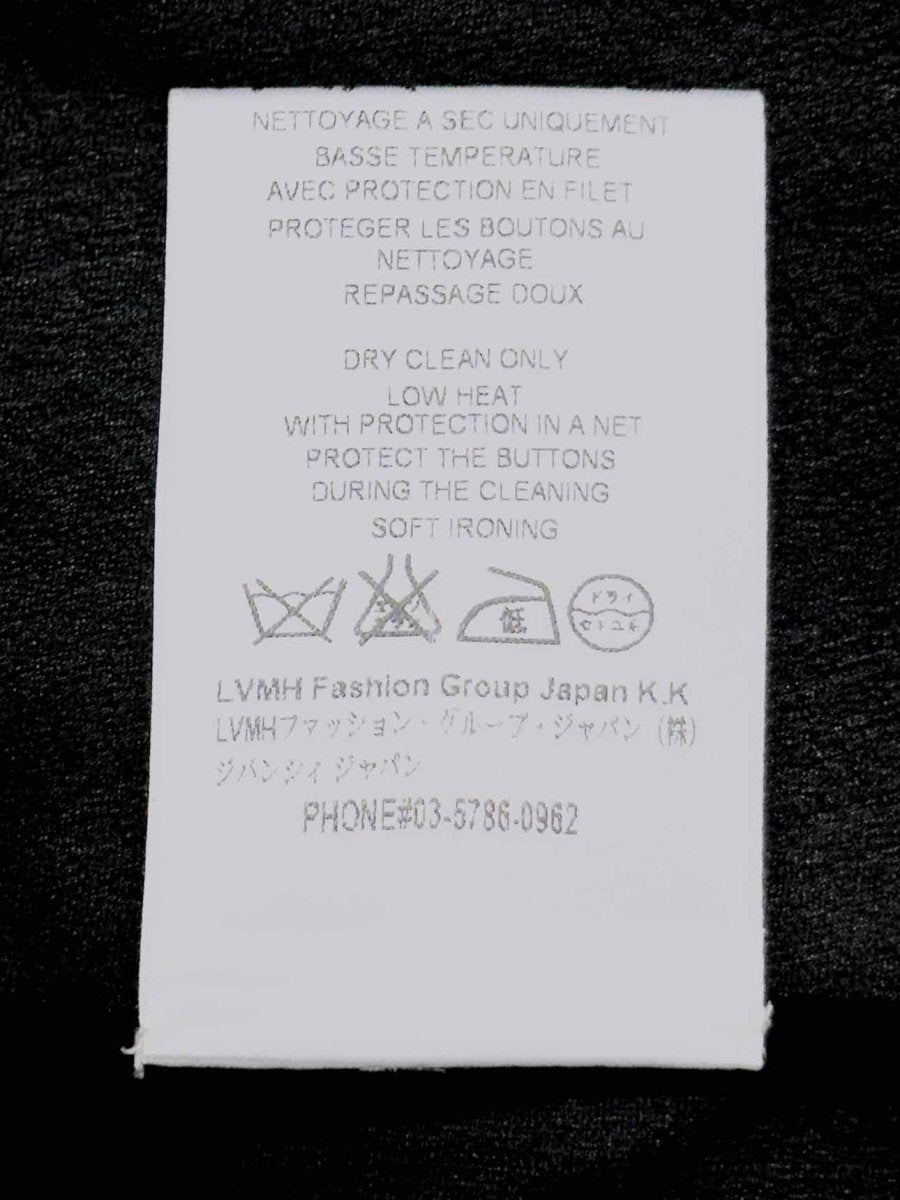 NETTOYAGE A SEC UNIQUEMENT
BASSE TEMPERATURE
AVEC PROTECTION EN FILET
PROTEGER LES BOUTONS AU
NETTOYAGE
REPASSAGE DOUX
DRY CLEAN ONLY
LOW HEAT
WITH PROTECTION IN A NET
PROTECT THE BUTTONS
DURING THE CLEANING
SOFT IRONING
低
ドライ
セキユキ
LVMH Fashion Group Japan K.K
LVMHファッション・グループ・ジャパン (株)
ジバンシィ ジャパン
PHONE#03-5786-0962